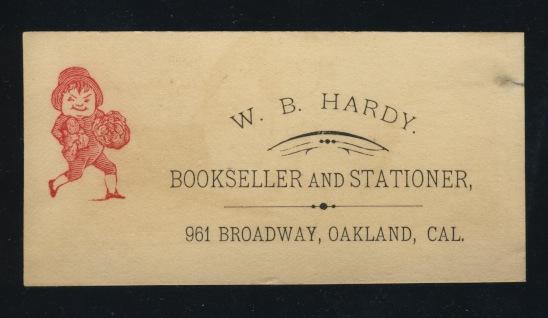 W. B. HARDY.
BOOKSELLER AND STATIONER,
961 BROADWAY, OAKLAND, CAL.